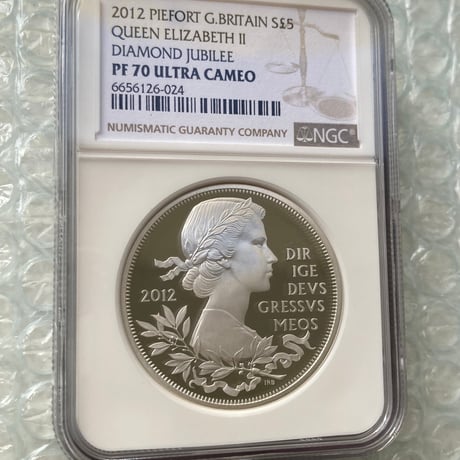 2012 PIEFORT G.BRITAIN S£5
QUEEN ELIZABETH II
DIAMOND JUBILEE
PF 70 ULTRA CAMEO
6656126-024
NUMISMATIC GUARANTY COMPANY
NGC
2012
DIR
IGE
DEVS
GRESSVS
MEOS
INB